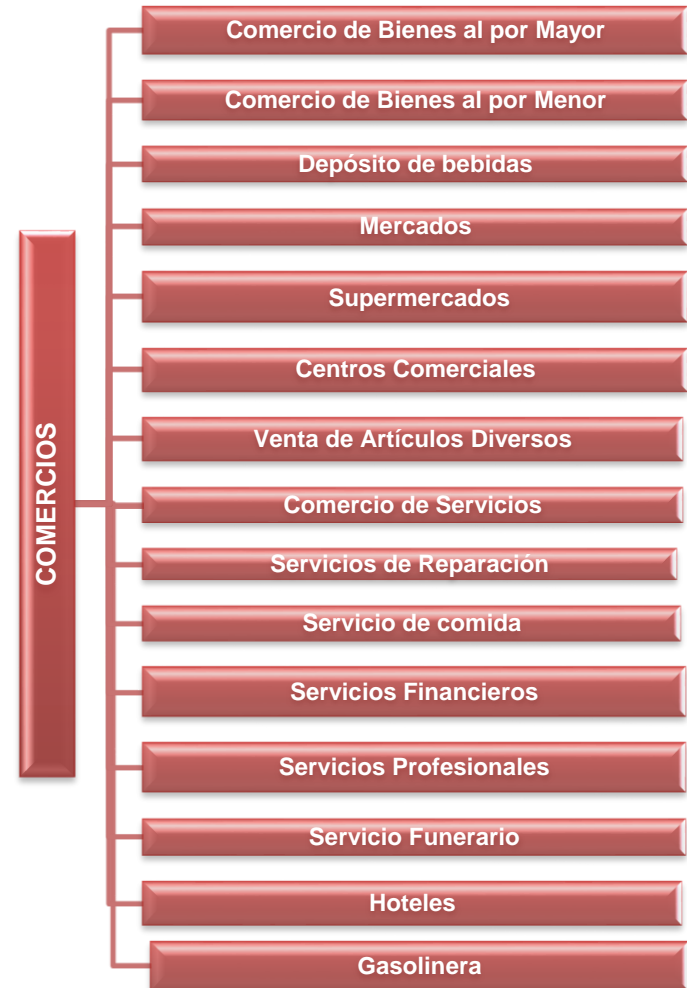 COMERCIOS
Comercio de Bienes al por Mayor
Comercio de Bienes al por Menor
Depósito de bebidas
Mercados
Supermercados
Centros Comerciales
Venta de Artículos Diversos
Comercio de Servicios
Servicios de Reparación
Servicio de comida
Servicios Financieros
Servicios Profesionales
Servicio Funerario
Hoteles
Gasolinera